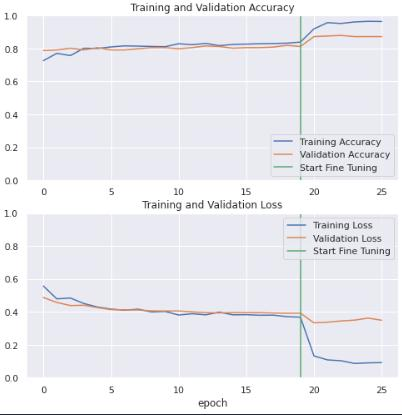 Training and Validation Accuracy
1.0
0.8
0.6
0.4
0.2
0.0
Training Accuracy
Validation Accuracy
Start Fine Tuning
0 5 10 15 20 25
Training and Validation Loss
1.0
0.8
0.6
0.4
0.2
0.0
Training Loss
Validation Loss
Start Fine Tuning
0 5 10 15 20 25
epoch